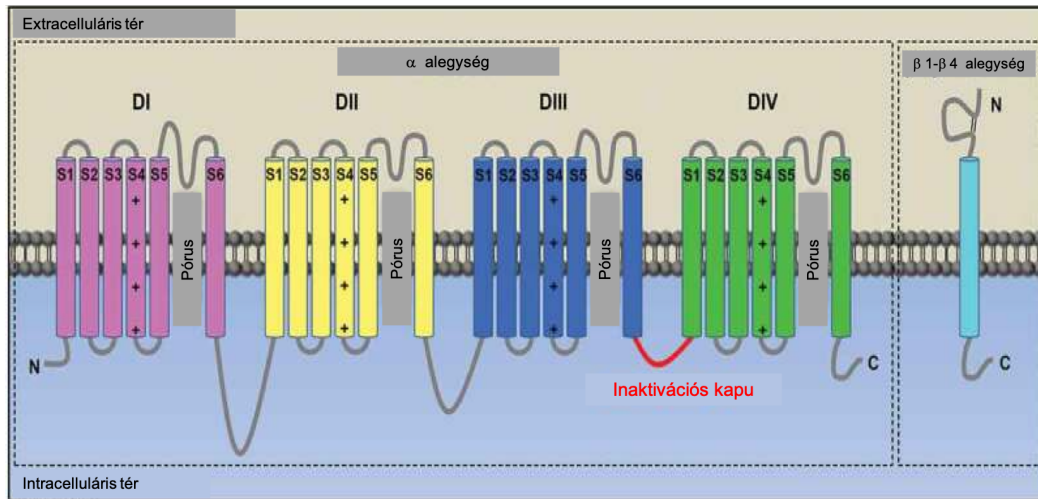 Extracelluláris tér
α alegység
β 1-β 4 alegység
DI DII DIII DIV
N
S1 S2 S3 S4 S5 S6 S1 S2 S3 S4 S5 S6 S1 S2 S3 S4 S5 S6 S1 S2 S3 S4 S5 S6
+ + + +
+ + + +
Pórus Pórus Pórus Pórus
+ + + +
+ + + +
N C C
Inaktivációs kapu
Intracelluláris tér